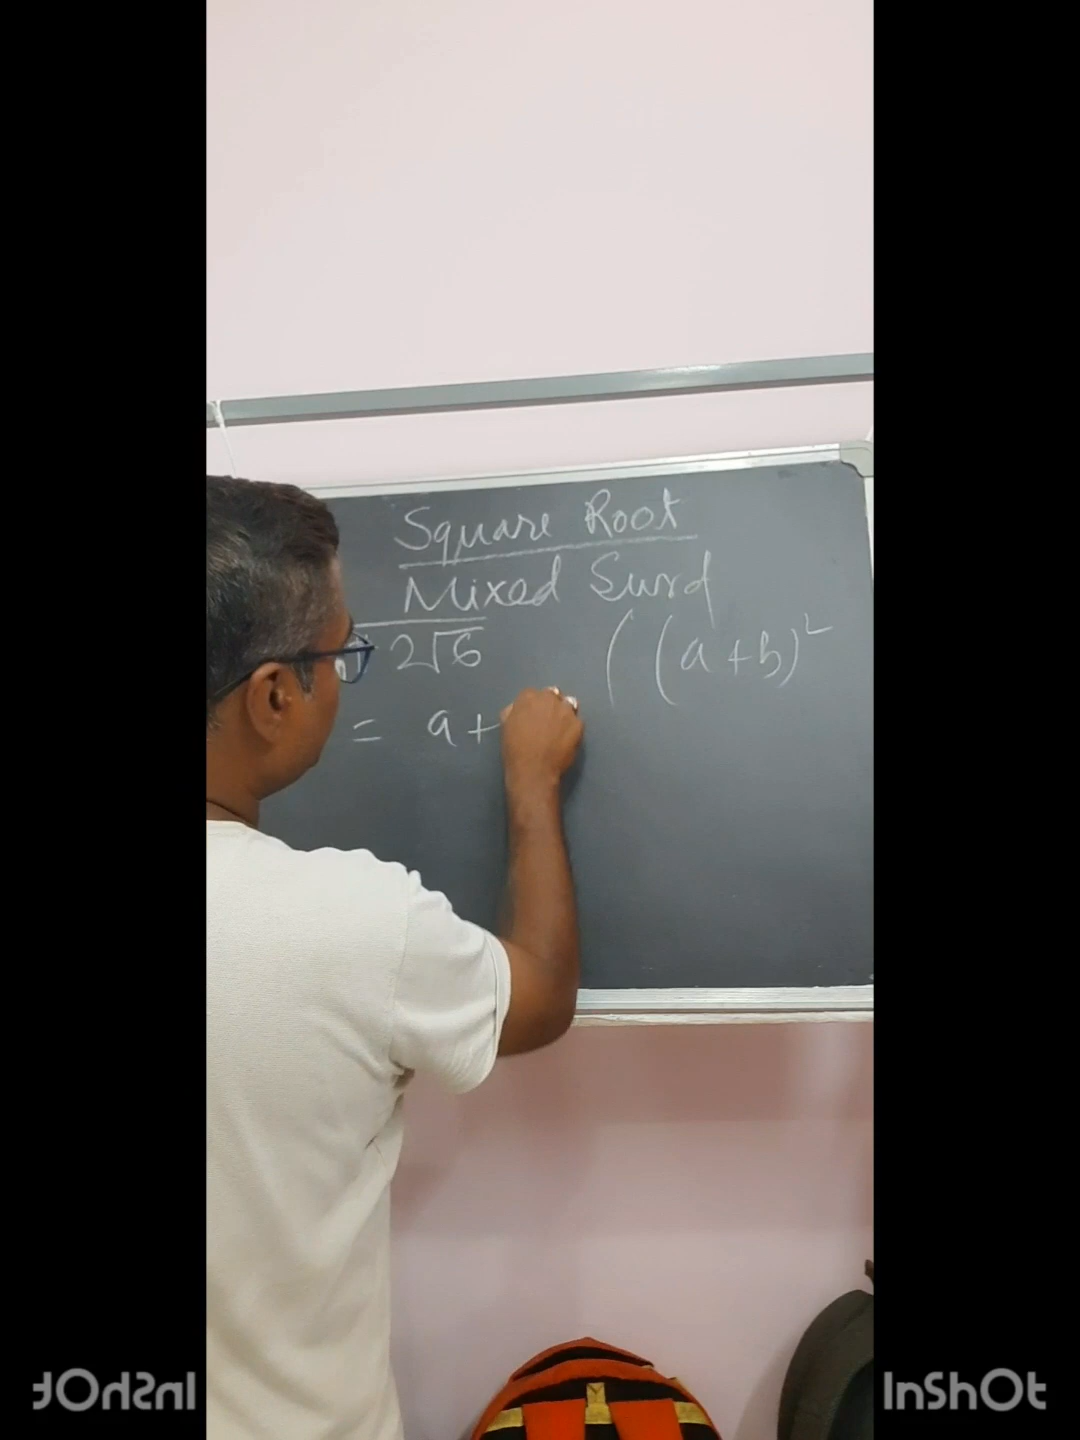 Square Root
Mixed Surd
2√6 ( (a+b)²
= a+
InShOt InShOt